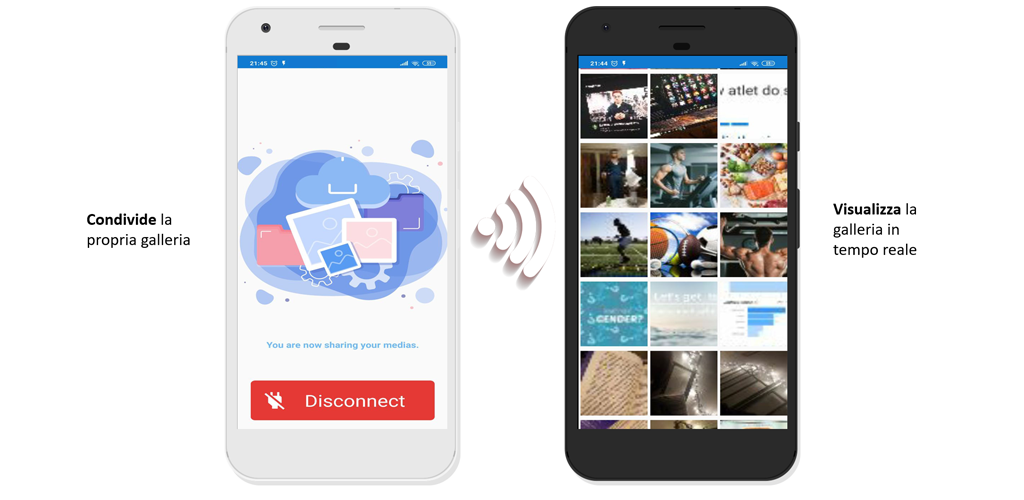 Condivide la
propria galleria
21:45
You are now sharing your medias.
Disconnect
21:44
atlet do s
GENDER?
Let's get
Visualizza la
galleria in
tempo reale